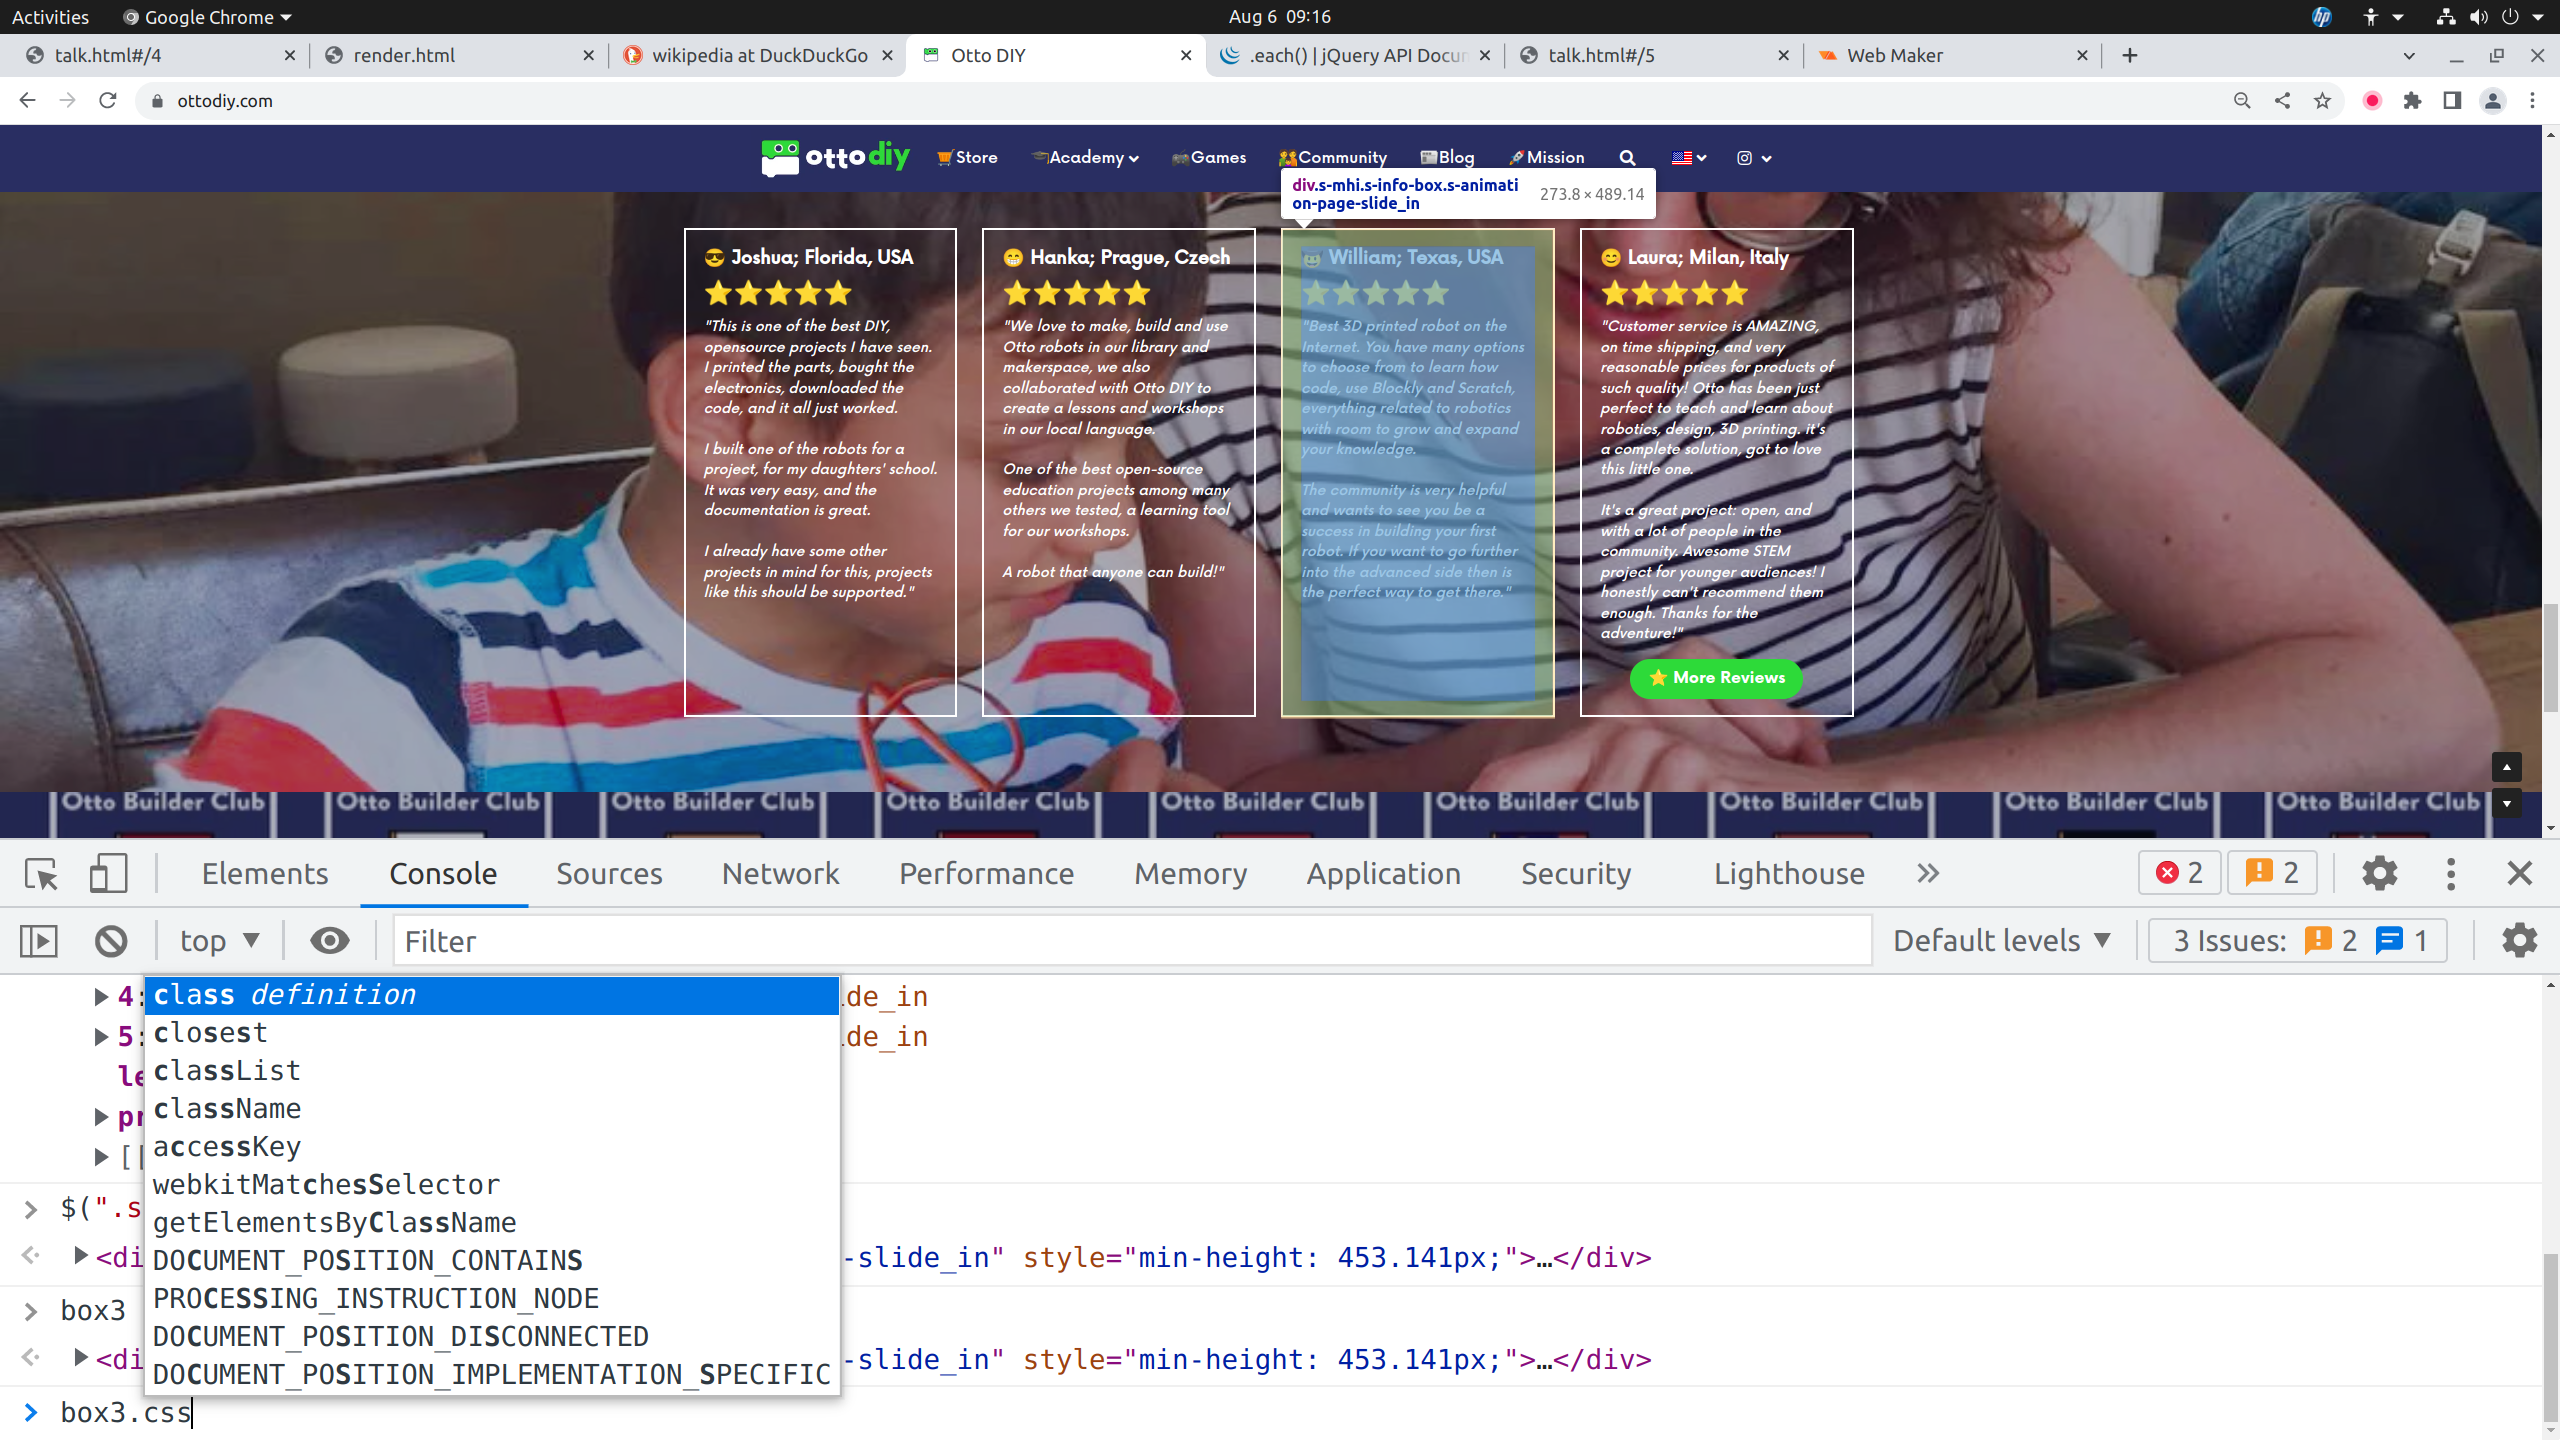 Activities
Google Chrome
Aug 6 09:16
hp
talk.html#/4
render.html
wikipedia at DuckDuckGo
Otto DIY
.each() | jQuery API Docu
talk.html#/5
Web Maker
ottodiy.com
otto diy
Store
Academy
Games
Community
Blog
Mission
div.s-mhi.s-info-box.s-animati
on-page-slide_in
273.8 × 489.14
Joshua; Florida, USA
"This is one of the best DIY,
opensource projects I have seen.
I printed the parts, bought the
electronics, downloaded the
code, and it all just worked.
I built one of the robots for a
project, for my daughters' school.
It was very easy, and the
documentation is great.
I already have some other
projects in mind for this, projects
like this should be supported."
Hanka; Prague, Czech
"We love to make, build and use
Otto robots in our library and
makerspace, we also
collaborated with Otto DIY to
create a lessons and workshops
in our local language.
One of the best open-source
education projects among many
others we tested, a learning tool
for our workshops.
A robot that anyone can build!"
William; Texas, USA
"Best 3D printed robot on the
Internet. You have many options
to choose from to learn how
code, use Blockly and Scratch,
everything related to robotics
with room to grow and expand
your knowledge.
The community is very helpful
and wants to see you be a
success in building your first
robot. If you want to go further
into the advanced side then is
the perfect way to get there."
Laura; Milan, Italy
"Customer service is AMAZING,
on time shipping, and very
reasonable prices for products of
such quality! Otto has been just
perfect to teach and learn about
robotics, design, 3D printing. it's
a complete solution, got to love
this little one.
It's a great project: open, and
with a lot of people in the
community. Awesome STEM
project for younger audiences! I
honestly can't recommend them
enough. Thanks for the
adventure!"
More Reviews
Otto Builder Club
Otto Builder Club
Otto Builder Club
Otto Builder Club
Otto Builder Club
Otto Builder Club
Otto Builder Club
Otto Builder Club
Otto Builder Club
Elements
Console
Sources
Network
Performance
Memory
Application
Security
Lighthouse
2
2
top
Filter
Default levels
3 Issues:
2
1
4:
de_in
5:
de_in
le
pr
[[
class definition
closest
classList
className
accessKey
webkitMatchesSelector
getElementsByClassName
DOCUMENT_POSITION_CONTAINS
PROCESSING_INSTRUCTION_NODE
DOCUMENT_POSITION_DISCONNECTED
DOCUMENT_POSITION_IMPLEMENTATION_SPECIFIC
$(".s
<di
-slide_in" style="min-height: 453.141px;">…</div>
box3
<di
-slide_in" style="min-height: 453.141px;">…</div>
box3.css